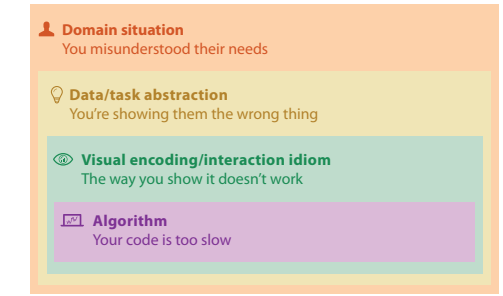 Domain situation
You misunderstood their needs
Data/task abstraction
You're showing them the wrong thing
Visual encoding/interaction idiom
The way you show it doesn't work
Algorithm
Your code is too slow